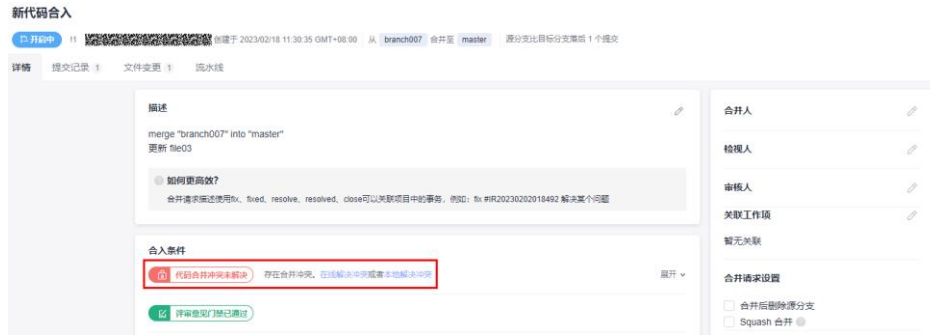 新代码合入
开启中 !1 创建于 2023/02/18 11:30:35 GMT+08:00 从 branch007 合并至 master 源分支比目标分支落后 1 个提交
详情 提交记录 1 文件变更 1 流水线
描述
merge "branch007" into "master"
更新 file03
如何更高效?
合并请求描述使用fix、fixed、resolve、resolved、close可以关联项目中的事务，例如：fix #IR20230202018492 解决某个问题
合入条件
代码合并冲突未解决 存在合并冲突。在线解决冲突或者本地解决冲突 展开
评审意见门禁已通过
合并人
检视人
审核人
关联工作项
暂无关联
合并请求设置
合并后删除源分支
Squash 合并